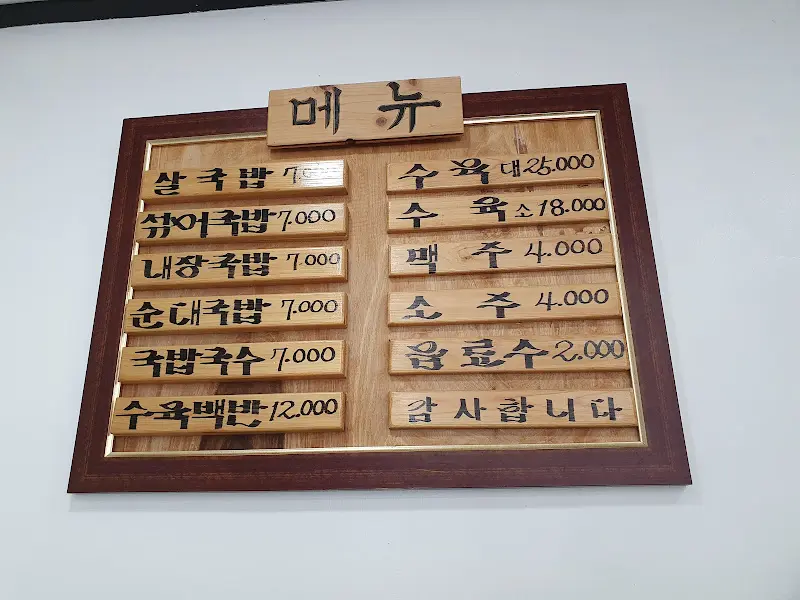 메뉴
살국밥
섞어국밥 7.000
내장국밥 7.000
순대국밥 7.000
국밥국수 7.000
수육백반 12.000
수육 대 25.000
수육 소 18.000
맥주 4.000
소주 4.000
음료수 2.000
감사합니다